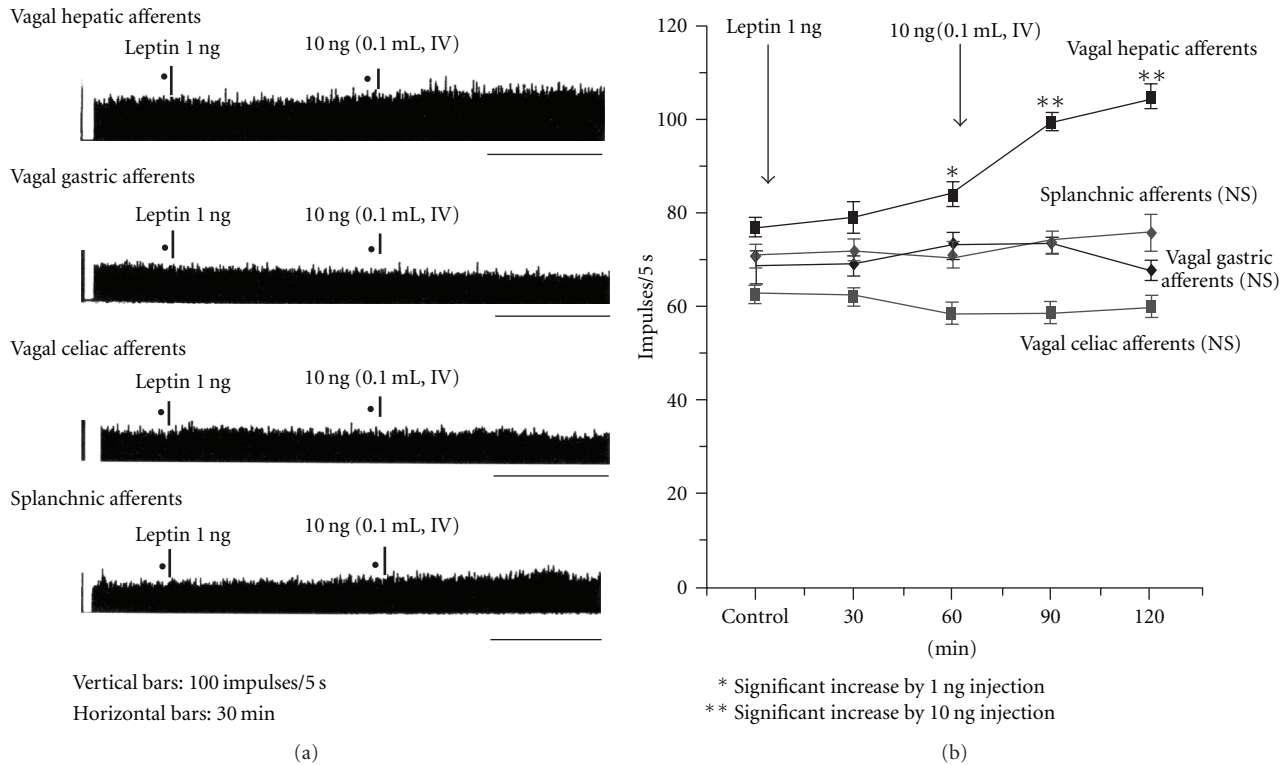 Vagal hepatic afferents
Leptin 1 ng
10 ng (0.1 mL, IV)
Vagal gastric afferents
Leptin 1 ng
10 ng (0.1 mL, IV)
Vagal celiac afferents
Leptin 1 ng
10 ng (0.1 mL, IV)
Splanchnic afferents
Leptin 1 ng
10 ng (0.1 mL, IV)
Vertical bars: 100 impulses/5 s
Horizontal bars: 30 min
(a)
120
100
80
60
40
20
0
Impulses/5 s
Leptin 1 ng
10 ng (0.1 mL, IV)
Vagal hepatic afferents
**
**
*
Splanchnic afferents (NS)
Vagal gastric
afferents (NS)
Vagal celiac afferents (NS)
Control 30 60 90 120
(min)
* Significant increase by 1 ng injection
** Significant increase by 10 ng injection
(b)